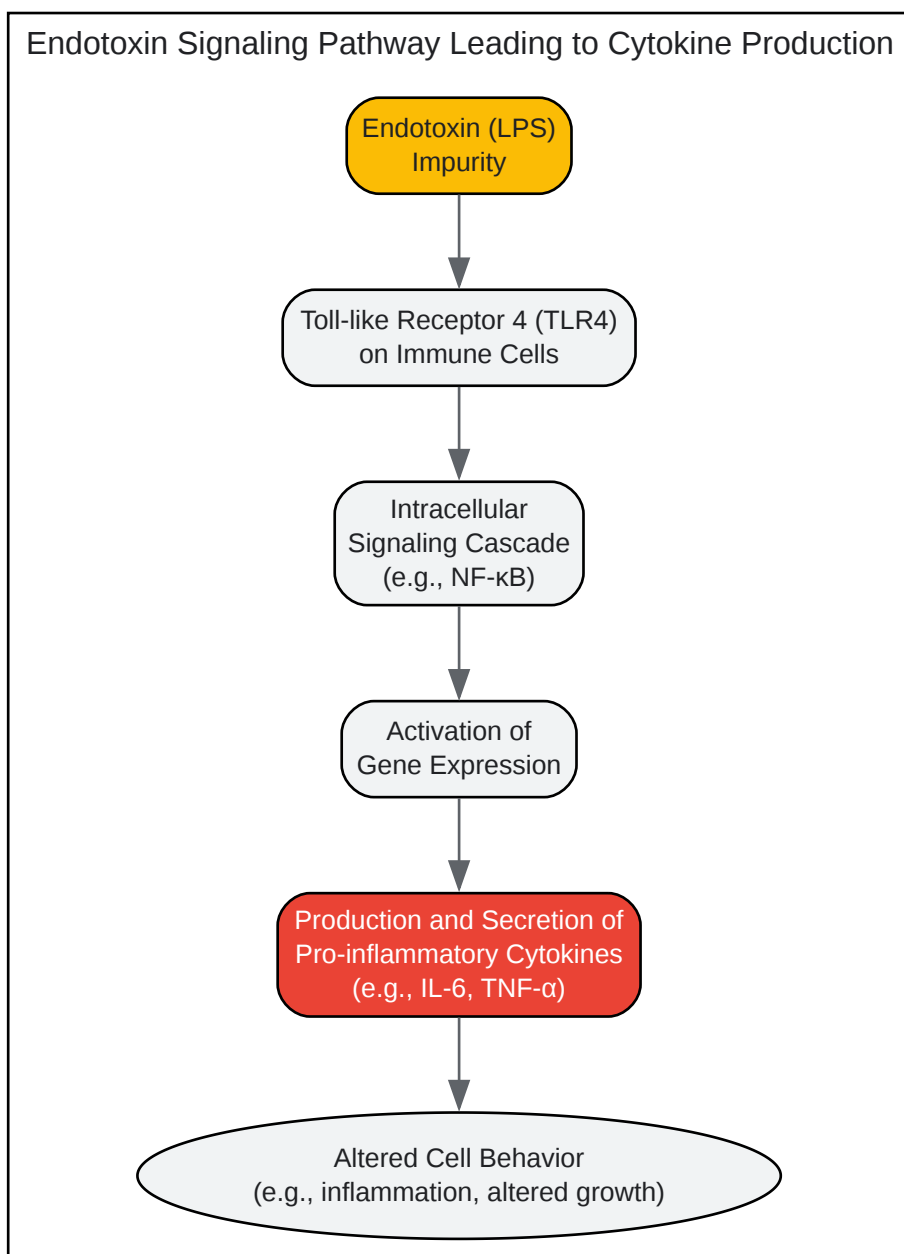 Endotoxin Signaling Pathway Leading to Cytokine Production
Endotoxin (LPS)
Impurity
Toll-like Receptor 4 (TLR4)
on Immune Cells
Intracellular
Signaling Cascade
(e.g., NF-κB)
Activation of
Gene Expression
Production and Secretion of
Pro-inflammatory Cytokines
(e.g., IL-6, TNF-α)
Altered Cell Behavior
(e.g., inflammation, altered growth)